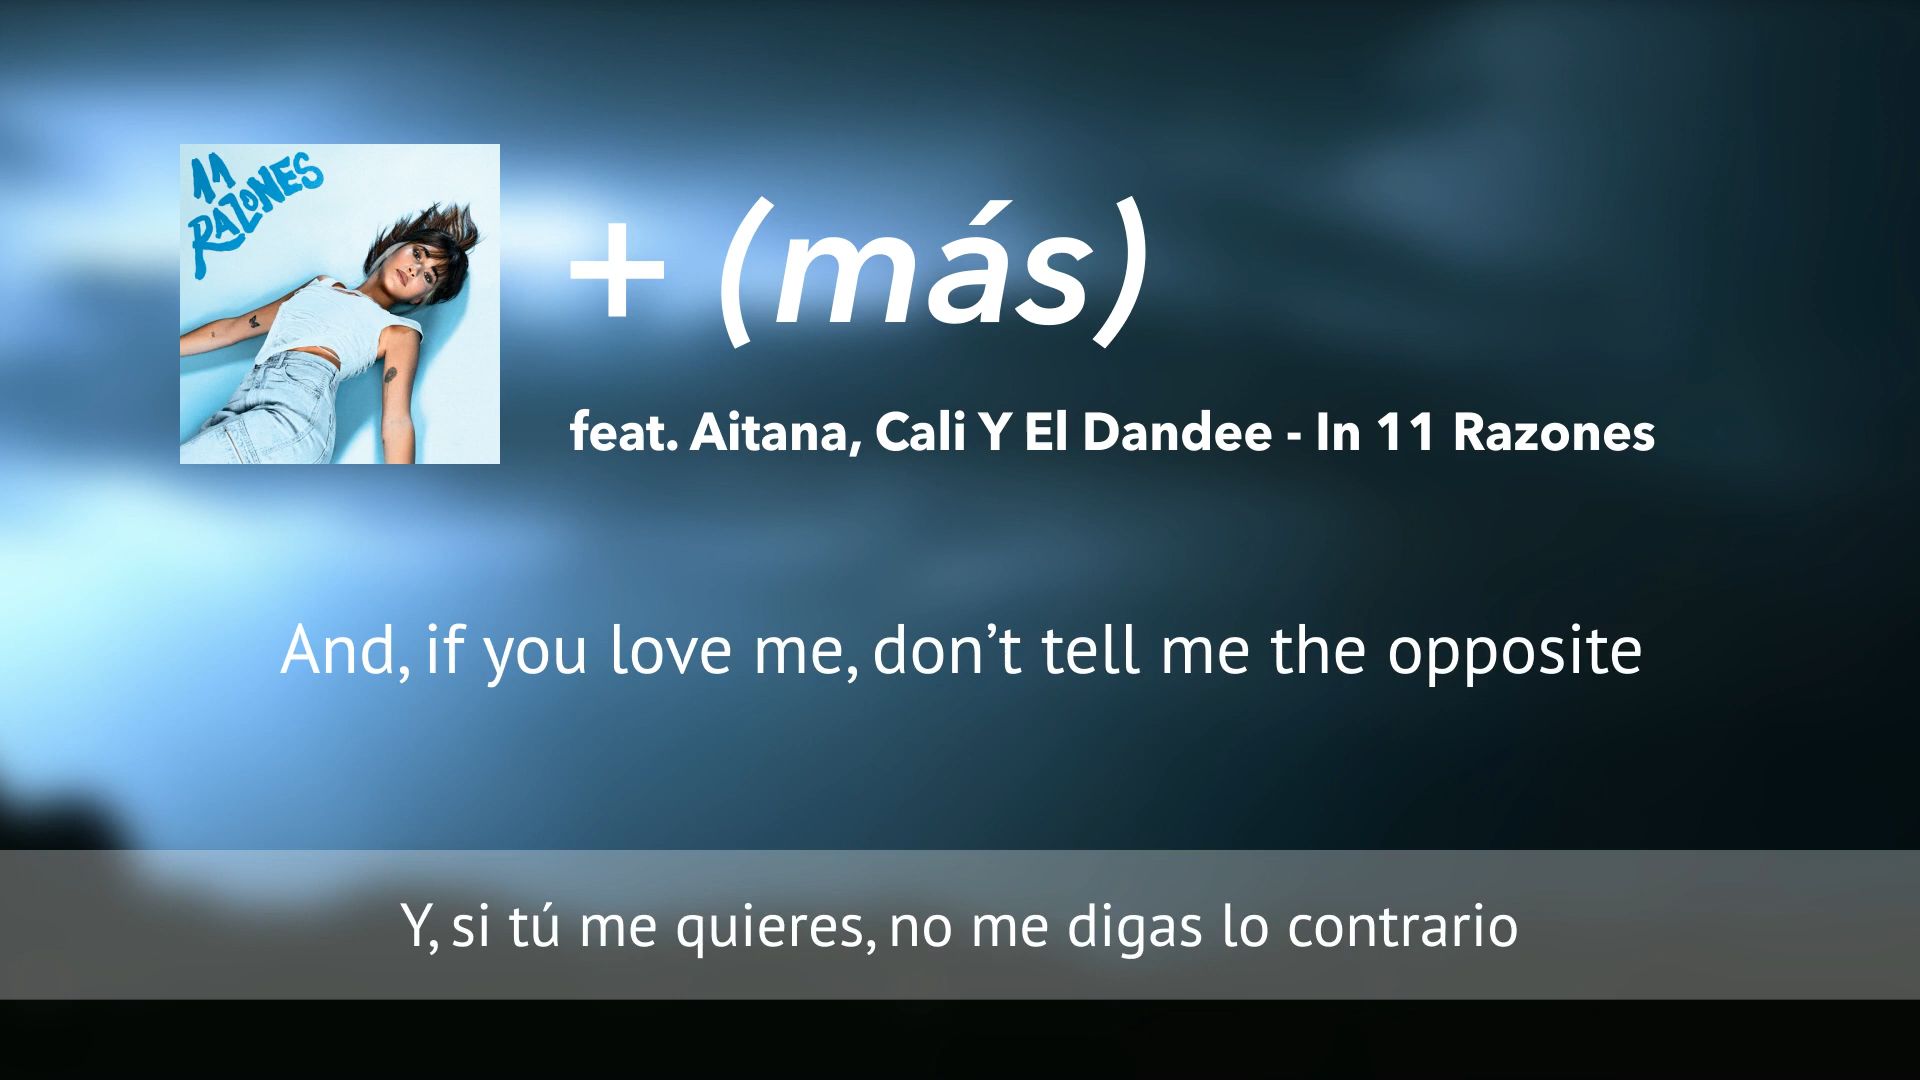 11
RAZONES
+ (más)
feat. Aitana, Cali Y El Dandee - In 11 Razones
And, if you love me, don’t tell me the opposite
Y, si tú me quieres, no me digas lo contrario